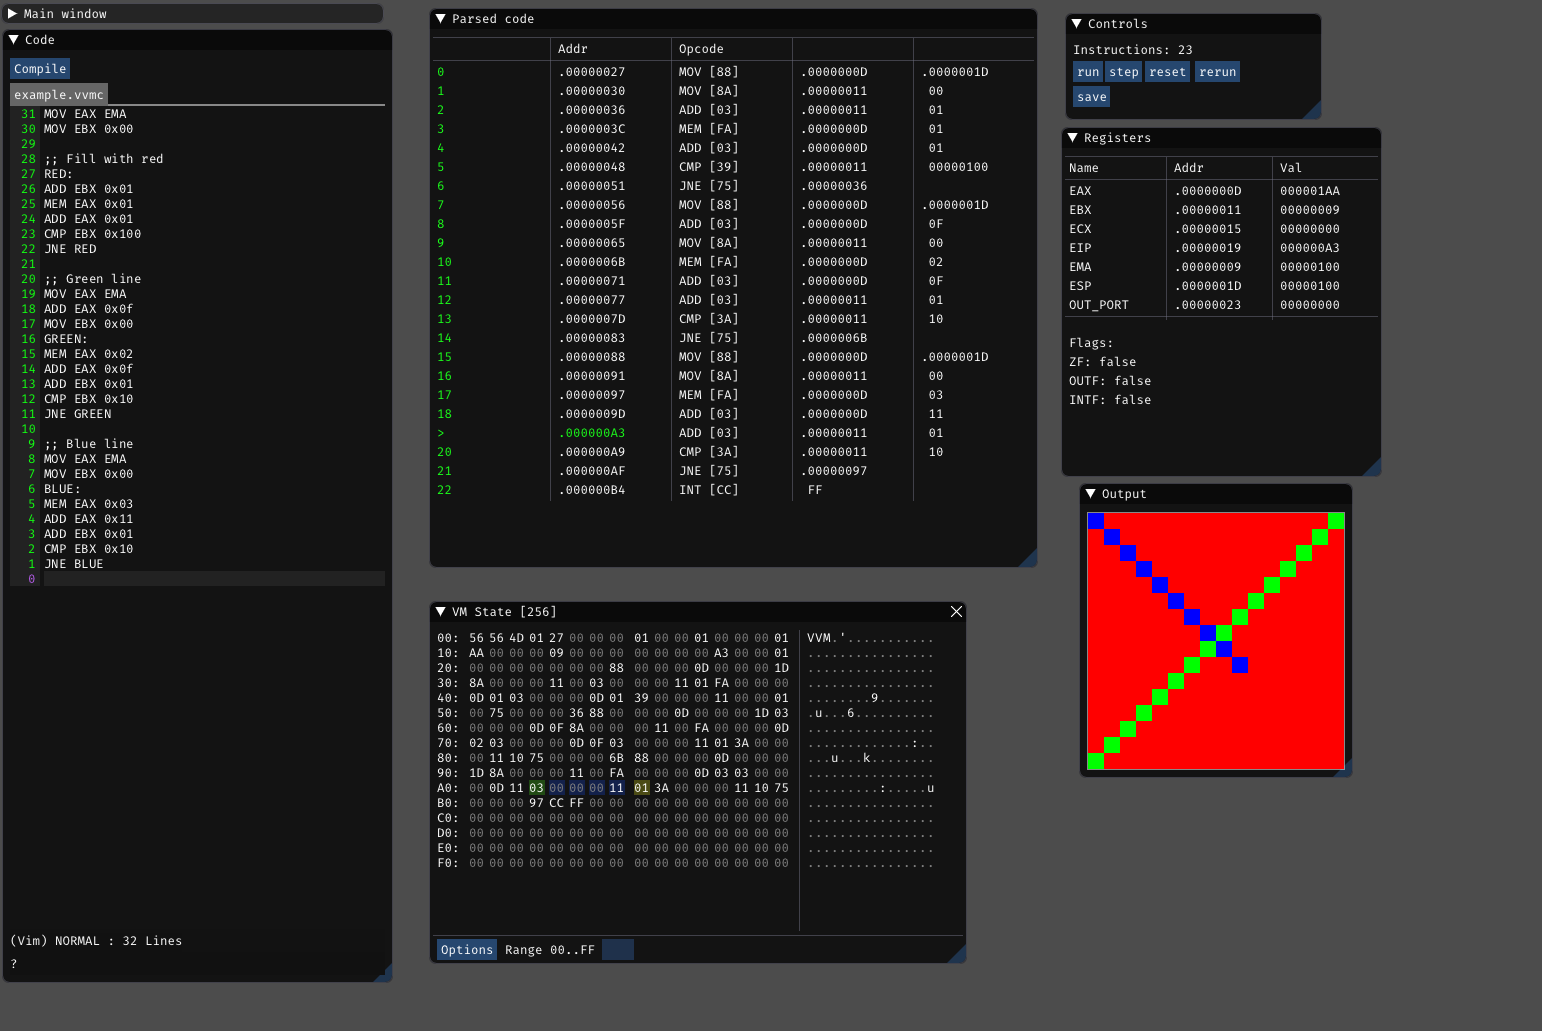 Main window
Code
Compile
example.vvmc
31 MOV EAX EMA
30 MOV EBX 0x00
29
28 ;; Fill with red
27 RED:
26 ADD EBX 0x01
25 MEM EAX 0x01
24 ADD EAX 0x01
23 CMP EBX 0x100
22 JNE RED
21
20 ;; Green line
19 MOV EAX EMA
18 ADD EAX 0x0f
17 MOV EBX 0x00
16 GREEN:
15 MEM EAX 0x02
14 ADD EAX 0x0f
13 ADD EBX 0x01
12 CMP EBX 0x10
11 JNE GREEN
10
9 ;; Blue line
8 MOV EAX EMA
7 MOV EBX 0x00
6 BLUE:
5 MEM EAX 0x03
4 ADD EAX 0x11
3 ADD EBX 0x01
2 CMP EBX 0x10
1 JNE BLUE
0
(Vim) NORMAL : 32 Lines
?
Parsed code
Addr Opcode
0 .00000027 MOV [88] .0000000D .0000001D
1 .00000030 MOV [8A] .00000011 00
2 .00000036 ADD [03] .00000011 01
3 .0000003C MEM [FA] .0000000D 01
4 .00000042 ADD [03] .0000000D 01
5 .00000048 CMP [39] .00000011 00000100
6 .00000051 JNE [75] .00000036
7 .00000056 MOV [88] .0000000D .0000001D
8 .0000005F ADD [03] .0000000D 0F
9 .00000065 MOV [8A] .00000011 00
10 .0000006B MEM [FA] .0000000D 02
11 .00000071 ADD [03] .0000000D 0F
12 .00000077 ADD [03] .00000011 01
13 .0000007D CMP [3A] .00000011 10
14 .00000083 JNE [75] .0000006B
15 .00000088 MOV [88] .0000000D .0000001D
16 .00000091 MOV [8A] .00000011 00
17 .00000097 MEM [FA] .0000000D 03
18 .0000009D ADD [03] .0000000D 11
> .000000A3 ADD [03] .00000011 01
20 .000000A9 CMP [3A] .00000011 10
21 .000000AF JNE [75] .00000097
22 .000000B4 INT [CC] FF
VM State [256]
00: 56 56 4D 01 27 00 00 00 01 00 00 01 00 00 00 01 VVM.'...........
10: AA 00 00 00 09 00 00 00 00 00 00 00 A3 00 00 01 ................
20: 00 00 00 00 00 00 00 88 00 00 00 0D 00 00 00 1D ................
30: 8A 00 00 00 11 00 03 00 00 00 11 01 FA 00 00 00 ................
40: 0D 01 03 00 00 00 0D 01 39 00 00 00 11 00 00 01 ........9.......
50: 00 75 00 00 00 36 88 00 00 00 0D 00 00 00 1D 03 .u...6..........
60: 00 00 00 0D 0F 8A 00 00 00 11 00 FA 00 00 00 0D ................
70: 02 03 00 00 00 0D 0F 03 00 00 00 11 01 3A 00 00 .............:..
80: 00 11 10 75 00 00 00 6B 88 00 00 00 0D 00 00 00 ...u...k........
90: 1D 8A 00 00 00 11 00 FA 00 00 00 0D 03 03 00 00 ................
A0: 00 0D 11 03 00 00 00 11 01 3A 00 00 00 11 10 75 .........:.....u
B0: 00 00 00 97 CC FF 00 00 00 00 00 00 00 00 00 00 ................
C0: 00 00 00 00 00 00 00 00 00 00 00 00 00 00 00 00 ................
D0: 00 00 00 00 00 00 00 00 00 00 00 00 00 00 00 00 ................
E0: 00 00 00 00 00 00 00 00 00 00 00 00 00 00 00 00 ................
F0: 00 00 00 00 00 00 00 00 00 00 00 00 00 00 00 00 ................
Options Range 00..FF
Controls
Instructions: 23
run step reset rerun
save
Registers
Name Addr Val
EAX .0000000D 000001AA
EBX .00000011 00000009
ECX .00000015 00000000
EIP .00000019 000000A3
EMA .00000009 00000100
ESP .0000001D 00000100
OUT_PORT .00000023 00000000
Flags:
ZF: false
OUTF: false
INTF: false
Output